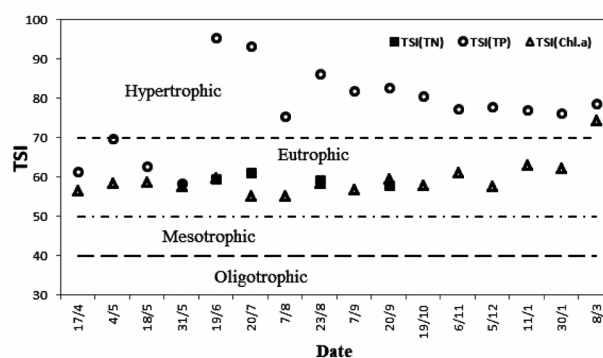 100
90
80
70
60
50
40
30
TSI
TSI(TN) TSI(TP) TSI(Chl.a)
Hypertrophic
Eutrophic
Mesotrophic
Oligotrophic
17/4 4/5 18/5 31/5 19/6 20/7 7/8 23/8 7/9 20/9 19/10 6/11 5/12 11/1 30/1 8/3
Date